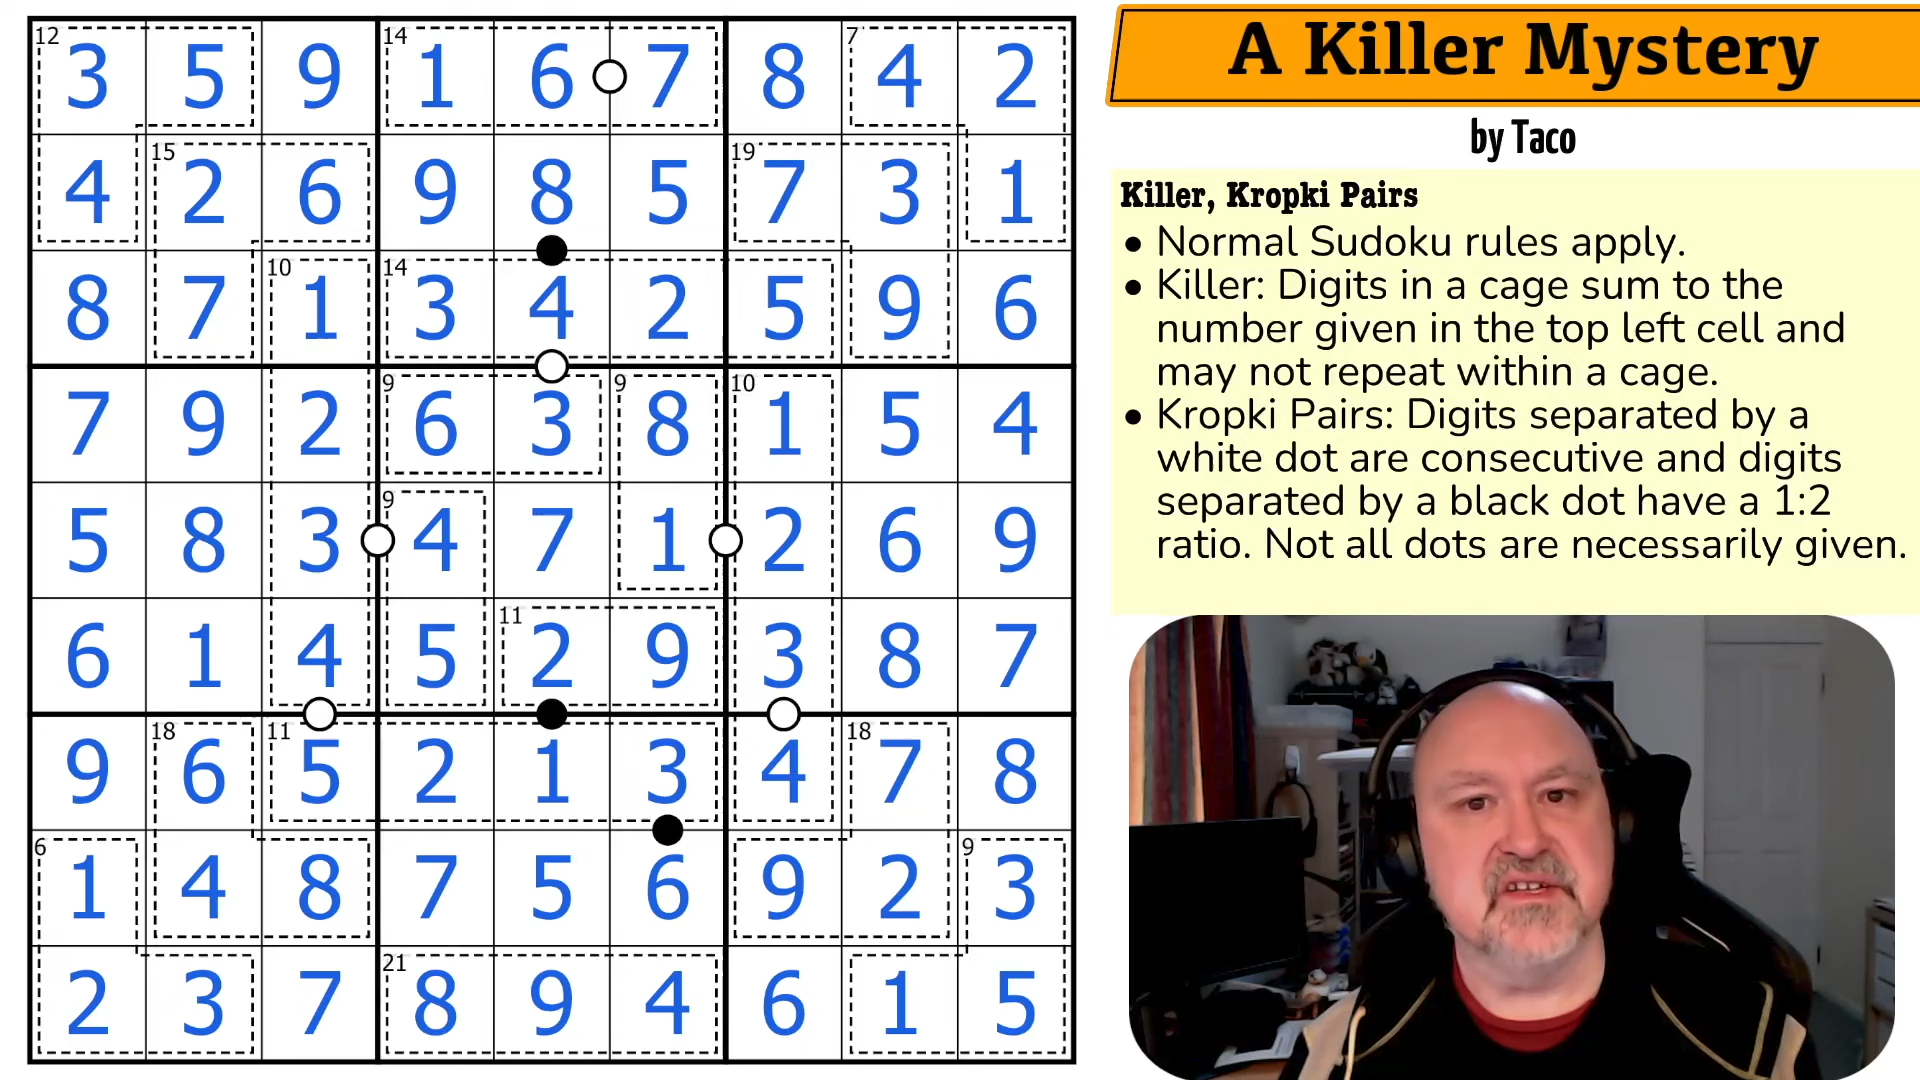 A Killer Mystery
by Taco
Killer, Kropki Pairs
• Normal Sudoku rules apply.
• Killer: Digits in a cage sum to the
number given in the top left cell and
may not repeat within a cage.
• Kropki Pairs: Digits separated by a
white dot are consecutive and digits
separated by a black dot have a 1:2
ratio. Not all dots are necessarily given.
12 14 7
3 5 9 1 6 7 8 4 2
15 19
4 2 6 9 8 5 7 3 1
10 14
8 7 1 3 4 2 5 9 6
9 9 10
7 9 2 6 3 8 1 5 4
9
5 8 3 4 7 1 2 6 9
11
6 1 4 5 2 9 3 8 7
18 11 18
9 6 5 2 1 3 4 7 8
6 9
1 4 8 7 5 6 9 2 3
21
2 3 7 8 9 4 6 1 5